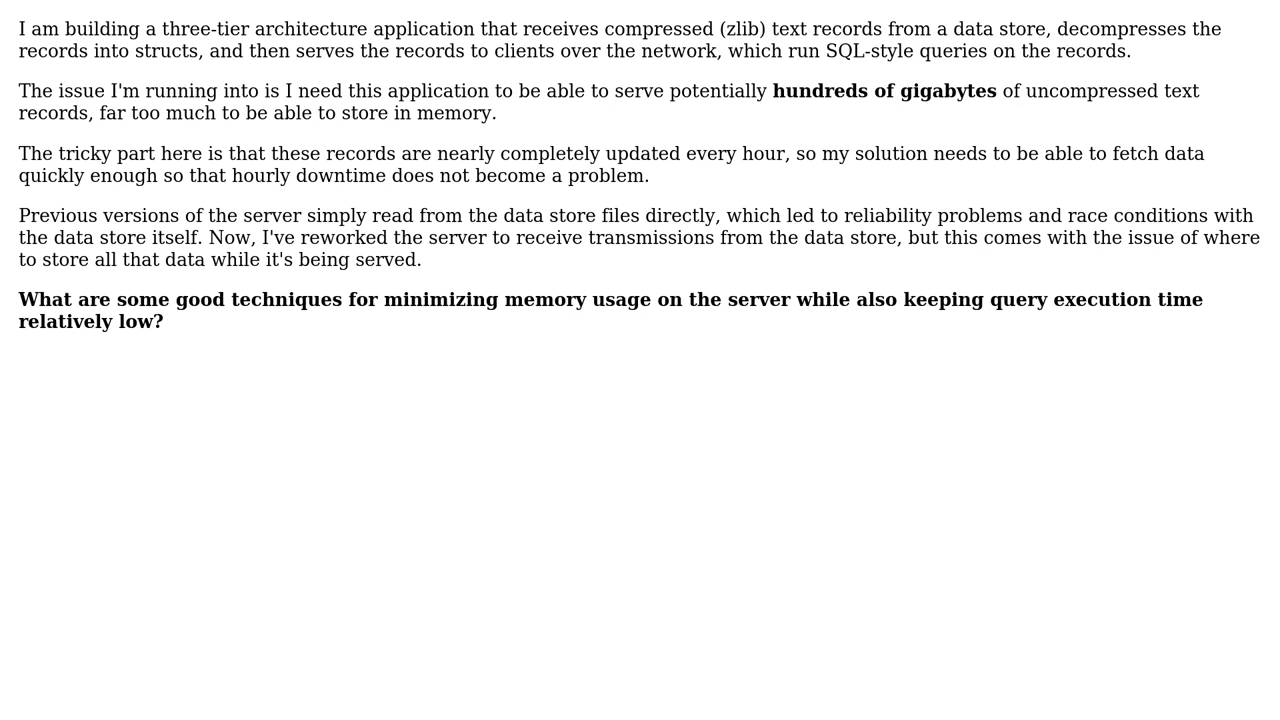 I am building a three-tier architecture application that receives compressed (zlib) text records from a data store, decompresses the
records into structs, and then serves the records to clients over the network, which run SQL-style queries on the records.
The issue I'm running into is I need this application to be able to serve potentially hundreds of gigabytes of uncompressed text
records, far too much to be able to store in memory.
The tricky part here is that these records are nearly completely updated every hour, so my solution needs to be able to fetch data
quickly enough so that hourly downtime does not become a problem.
Previous versions of the server simply read from the data store files directly, which led to reliability problems and race conditions with
the data store itself. Now, I've reworked the server to receive transmissions from the data store, but this comes with the issue of where
to store all that data while it's being served.
What are some good techniques for minimizing memory usage on the server while also keeping query execution time
relatively low?